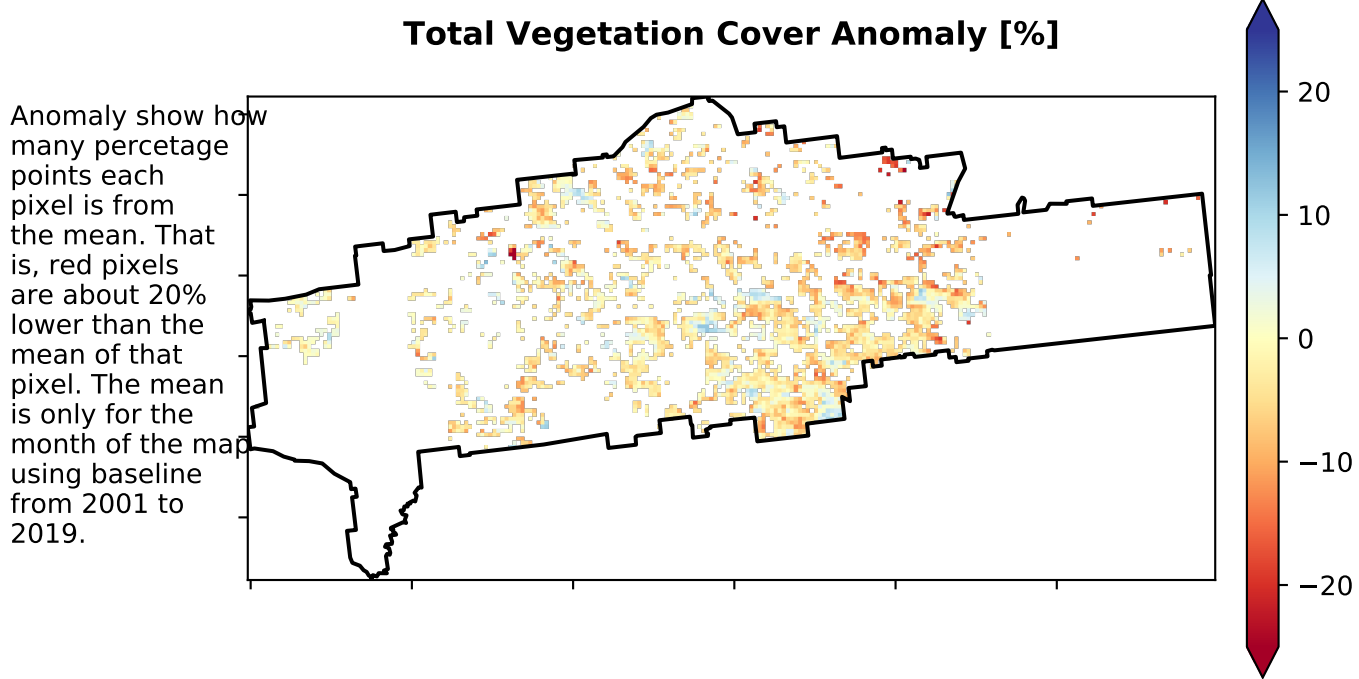 Total Vegetation Cover Anomaly [%]
Anomaly show how
many percetage
points each
pixel is from
the mean. That
is, red pixels
are about 20%
lower than the
mean of that
pixel. The mean
is only for the
month of the map
using baseline
from 2001 to
2019.
20
10
0
−10
−20